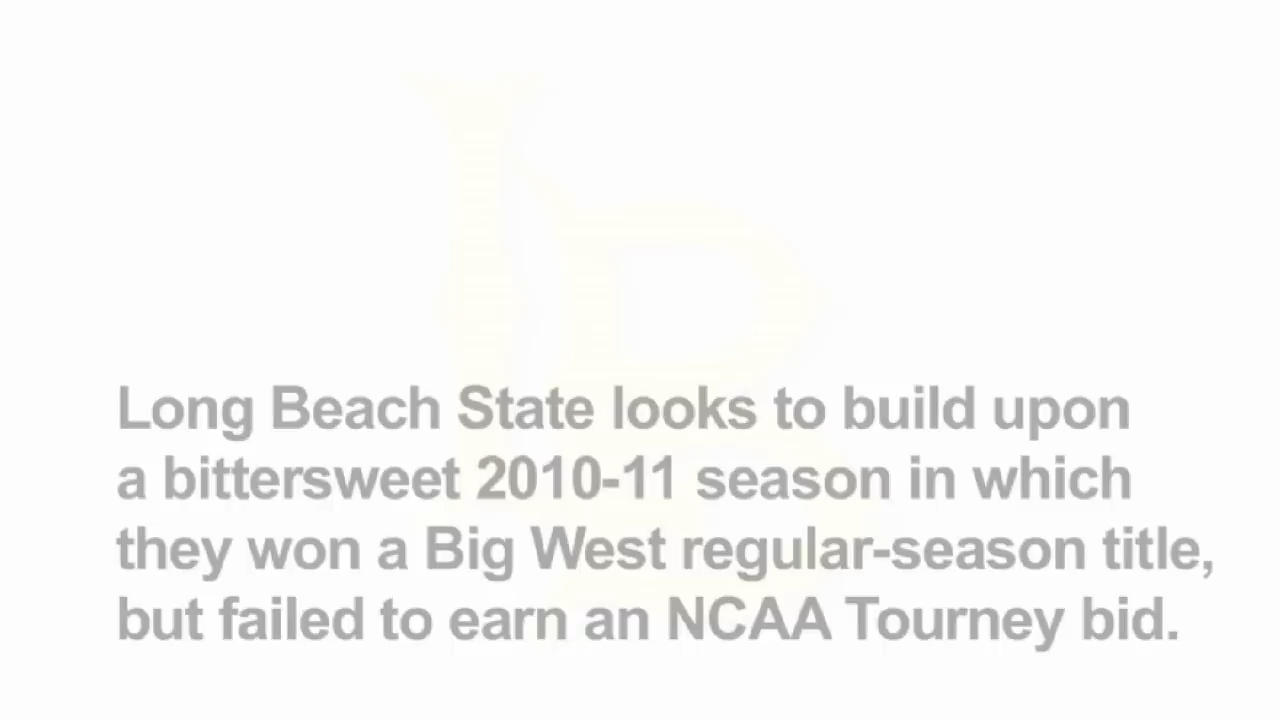 Long Beach State looks to build upon
a bittersweet 2010-11 season in which
they won a Big West regular-season title,
but failed to earn an NCAA Tourney bid.